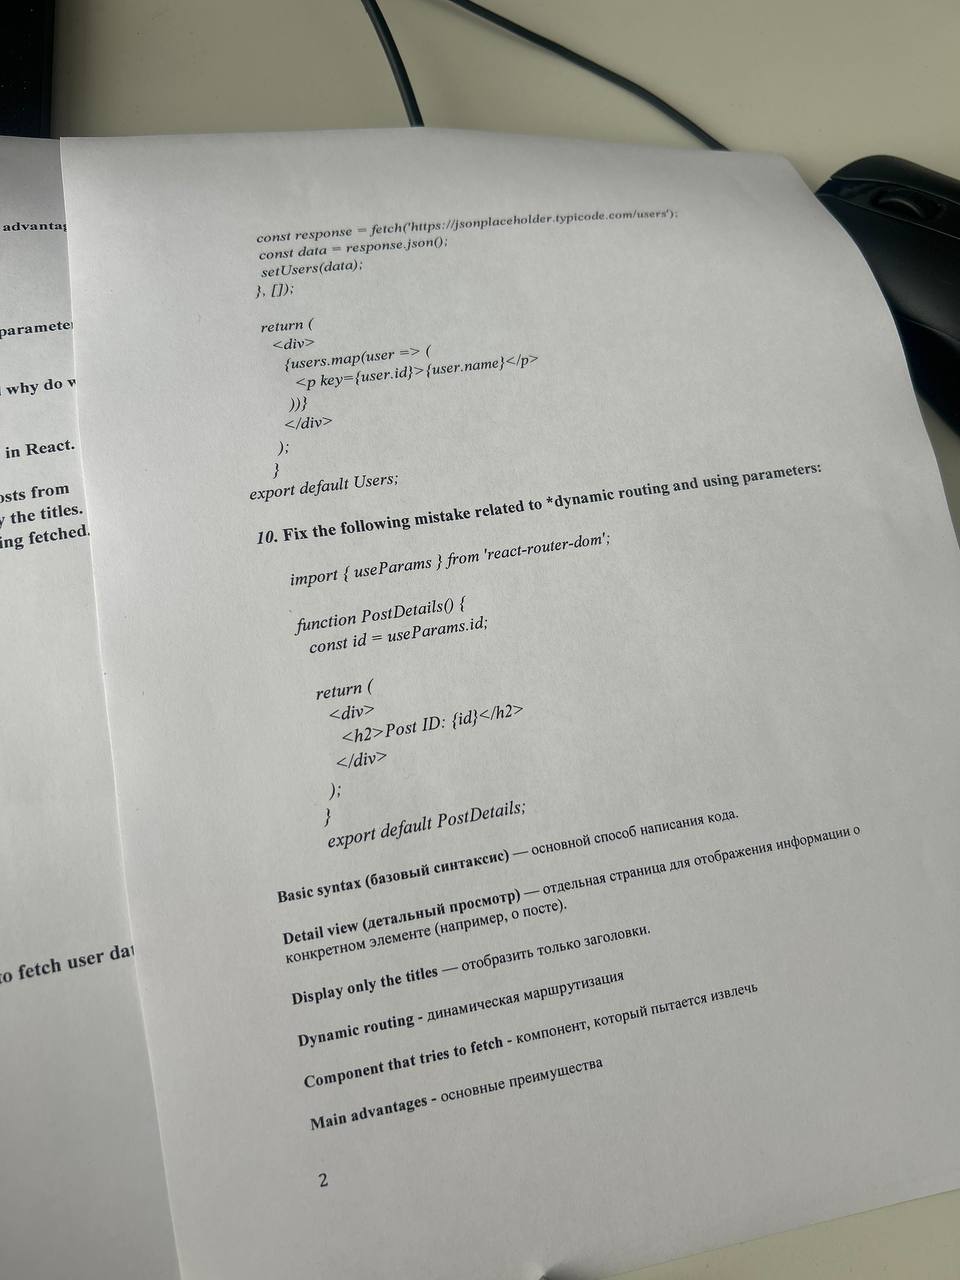 advantag
paramete
why do w
in React.
osts from
y the titles.
ing fetched.
to fetch user dat
const response = fetch('https://jsonplaceholder.typicode.com/users');
const data = response.json();
setUsers(data);
}, []);
return (
<div>
{users.map(user => (
<p key={user.id}>{user.name}</p>
))}
</div>
);
}
export default Users;
10. Fix the following mistake related to *dynamic routing and using parameters:
import { useParams } from 'react-router-dom';
function PostDetails() {
const id = useParams.id;
return (
<div>
<h2>Post ID: {id}</h2>
</div>
);
}
export default PostDetails;
Basic syntax (базовый синтаксис) — основной способ написания кода.
Detail view (детальный просмотр) — отдельная страница для отображения информации о
конкретном элементе (например, о посте).
Display only the titles — отобразить только заголовки.
Dynamic routing - динамическая маршрутизация
Component that tries to fetch - компонент, который пытается извлечь
Main advantages - основные преимущества
2